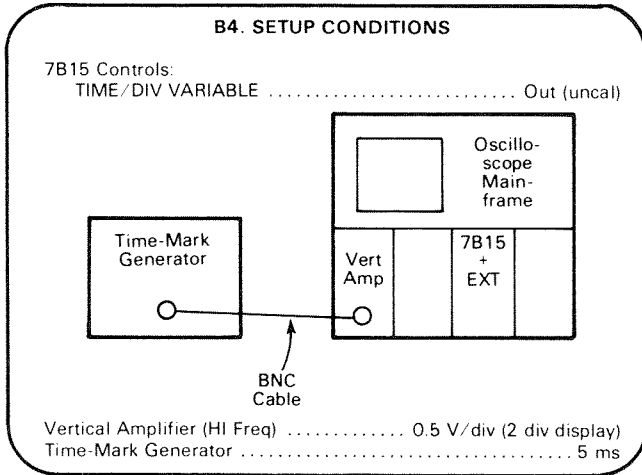 B4. SETUP CONDITIONS
7B15 Controls:
TIME/DIV VARIABLE ........................... Out (uncal)
Oscillo-
scope
Main-
frame
Time-Mark
Generator
Vert
Amp
7B15
+
EXT
BNC
Cable
Vertical Amplifier (HI Freq) ............ 0.5 V/div (2 div display)
Time-Mark Generator .................................. 5 ms